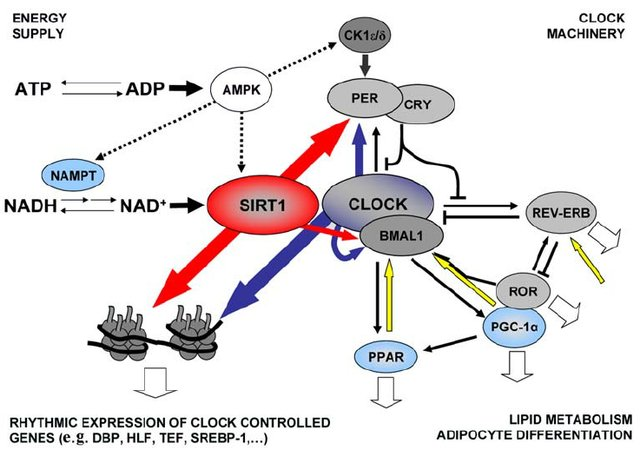 ENERGY
SUPPLY
CLOCK
MACHINERY
CK1ε/δ
ATP
ADP
AMPK
PER
CRY
NAMPT
NADH
NAD+
SIRT1
CLOCK
BMAL1
REV-ERB
ROR
PGC-1α
PPAR
RHYTHMIC EXPRESSION OF CLOCK CONTROLLED
GENES (e.g. DBP, HLF, TEF, SREBP-1,...)
LIPID METABOLISM
ADIPOCYTE DIFFERENTIATION